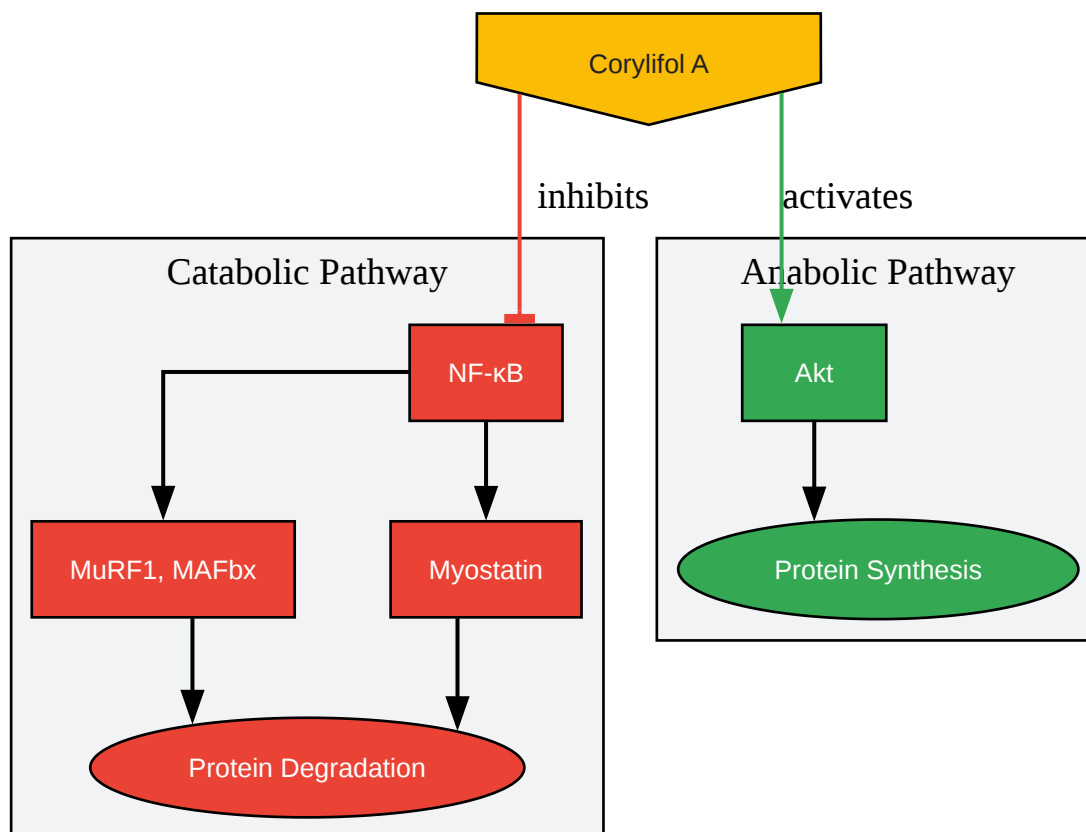 Corylifol A
inhibits
activates
Catabolic Pathway
Anabolic Pathway
NF-κB
Akt
MuRF1, MAFbx
Myostatin
Protein Synthesis
Protein Degradation